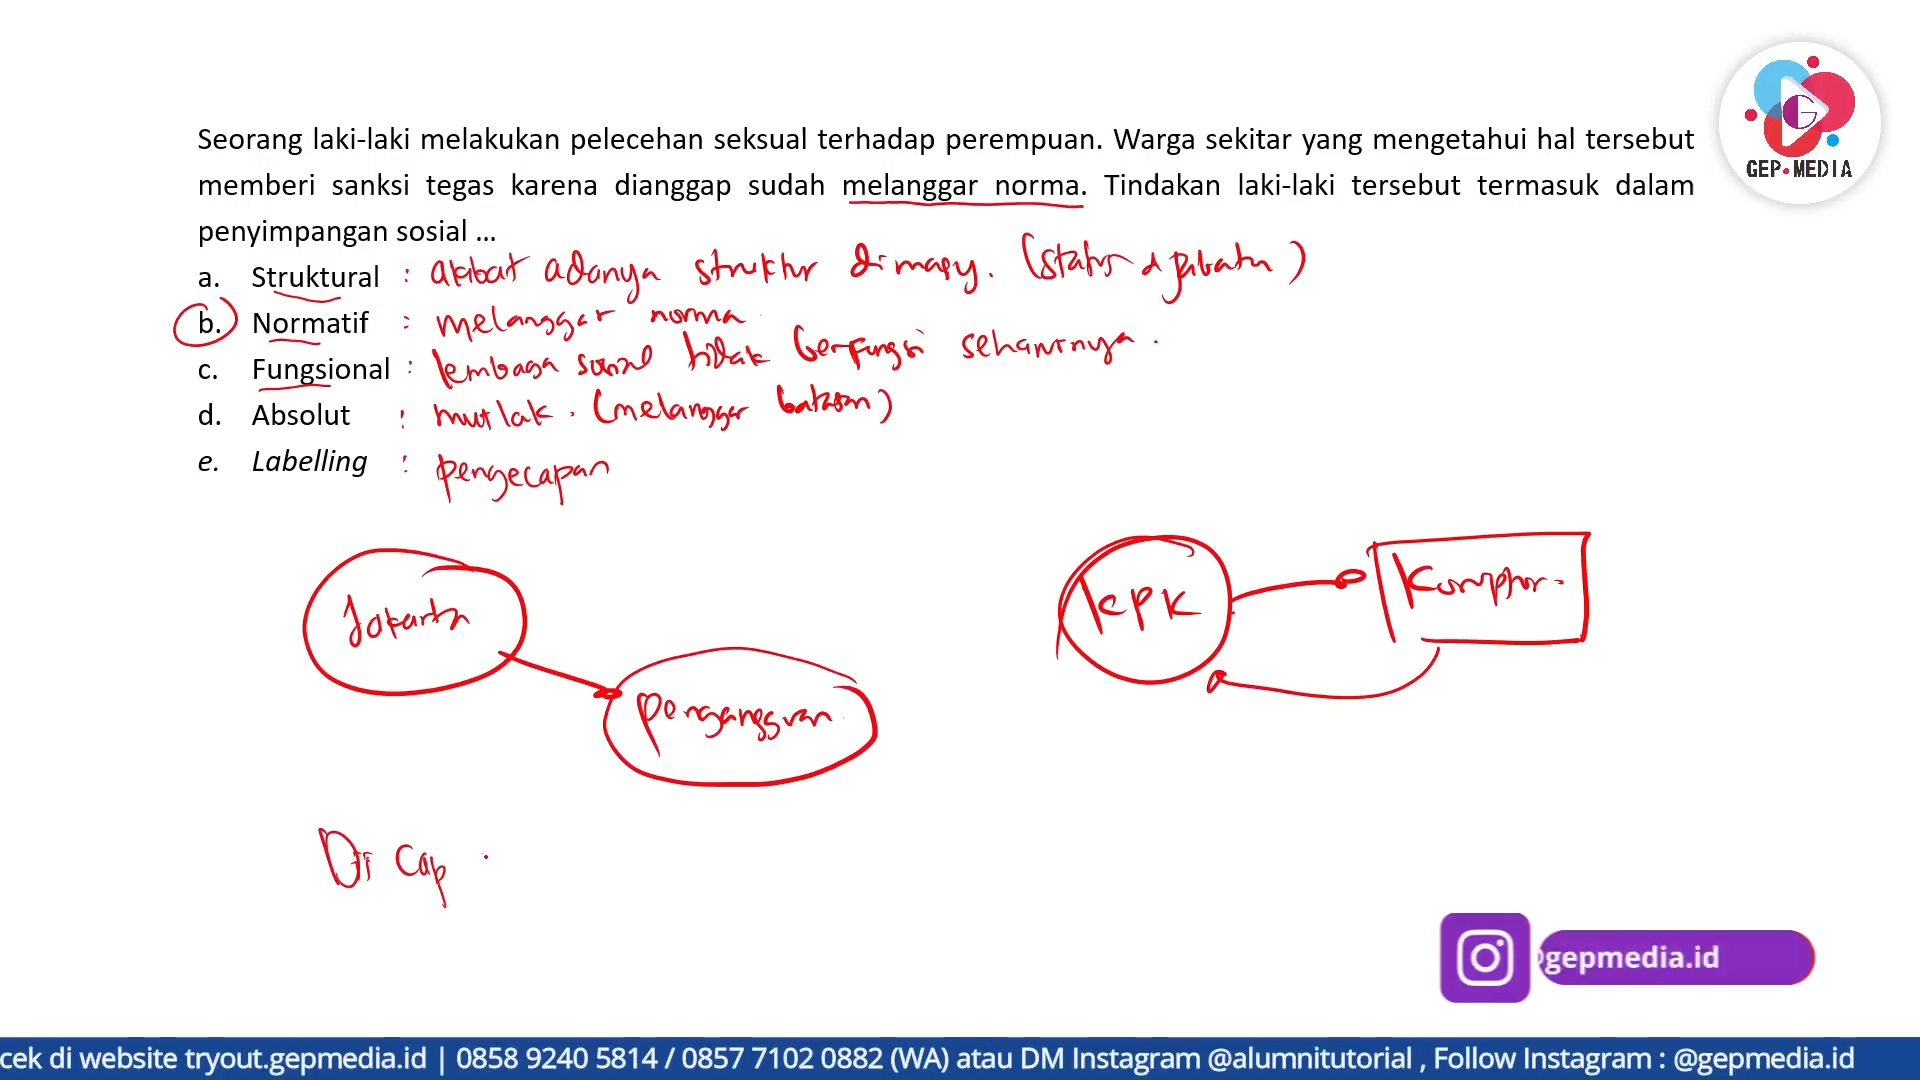 GEP•MEDIA
Seorang laki-laki melakukan pelecehan seksual terhadap perempuan. Warga sekitar yang mengetahui hal tersebut
memberi sanksi tegas karena dianggap sudah melanggar norma. Tindakan laki-laki tersebut termasuk dalam
penyimpangan sosial ...
a. Struktural : akibat adanya struktur di masy. (status &
b. Normatif : melanggar norma
c. Fungsional : lembaga sosial tidak berfungsi seharusnya.
d. Absolut : mutlak. (melanggar batasan)
e. Labelling : pengecapan
Jakarta
pengangguran
KPK
Di Cap
@gepmedia.id
cek di website tryout.gepmedia.id | 0858 9240 5814 / 0857 7102 0882 (WA) atau DM Instagram @alumnitutorial , Follow Instagram : @gepmedia.id